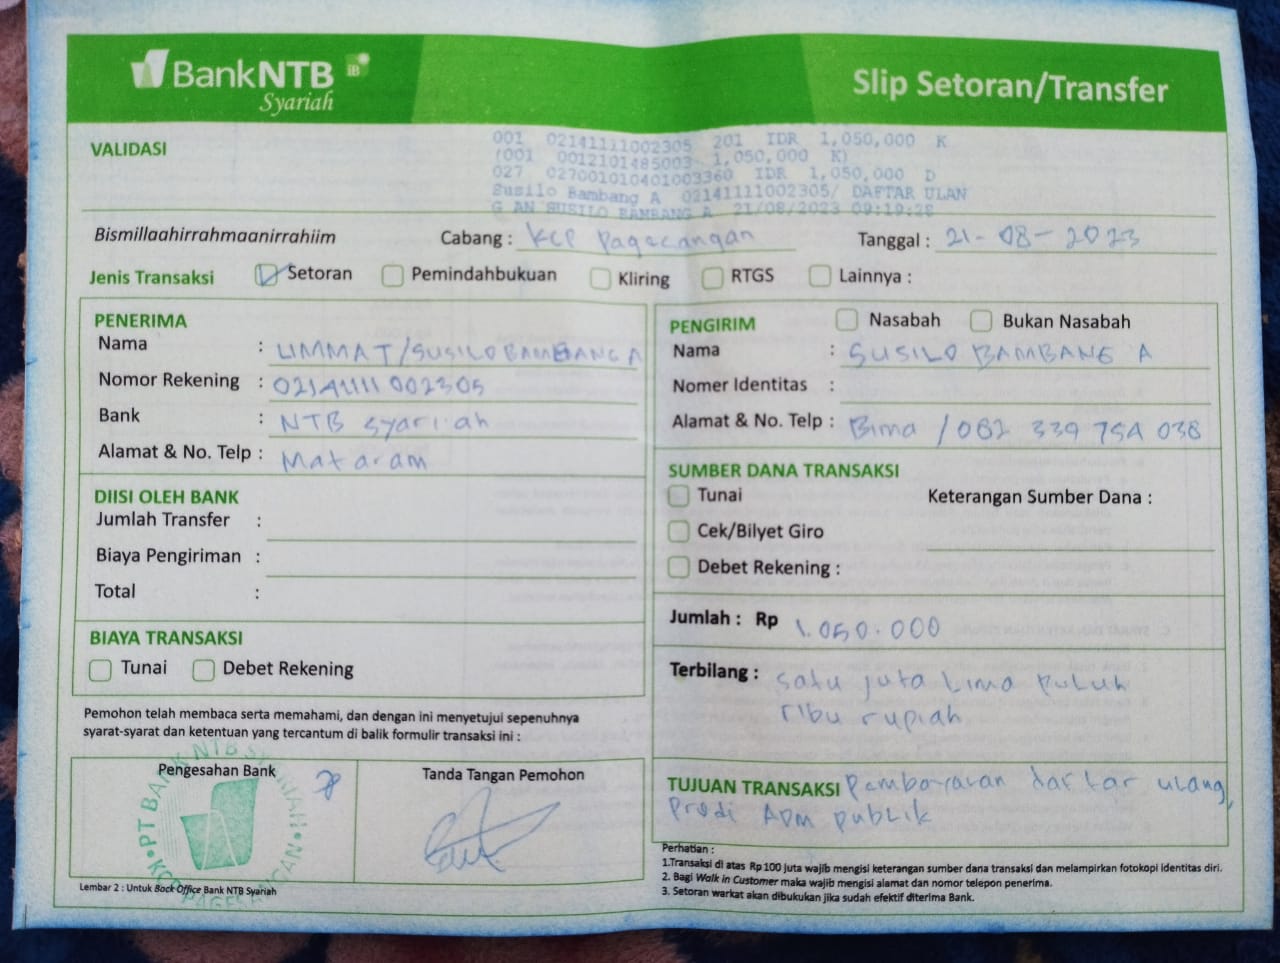 BankNTB iB
Syariah
Slip Setoran/Transfer
VALIDASI
001 02141111002305 201 IDR 1,050,000 K
(001 0012101485003 1,050,000 K)
027 027001010401003360 IDR 1,050,000 D
Susilo Bambang A 02141111002305/ DAFTAR ULAN
G AN SUSILO BAMBANG A 21/08/2023 09:19:28
Bismillaahirrahmaanirrahiim
Cabang : KCP Pagesangan
Tanggal : 21-08-2023
Jenis Transaksi Setoran Pemindahbukuan Kliring RTGS Lainnya :
PENERIMA
Nama : UMMAT/SUSILO BAMBANG A
Nomor Rekening : 02141111002305
Bank : NTB syariah
Alamat & No. Telp : Mataram
DIISI OLEH BANK
Jumlah Transfer :
Biaya Pengiriman :
Total :
BIAYA TRANSAKSI
Tunai Debet Rekening
PENGIRIM Nasabah Bukan Nasabah
Nama : SUSILO BAMBANG A
Nomer Identitas :
Alamat & No. Telp : Bima / 082 339 754 038
SUMBER DANA TRANSAKSI
Tunai Keterangan Sumber Dana :
Cek/Bilyet Giro
Debet Rekening :
Jumlah : Rp 1.050.000
Terbilang : satu juta Lima puluh
ribu rupiah
TUJUAN TRANSAKSI Pembayaran daftar ulang,
prodi ADM publik
Pemohon telah membaca serta memahami, dan dengan ini menyetujui sepenuhnya
syarat-syarat dan ketentuan yang tercantum di balik formulir transaksi ini :
Pengesahan Bank
Tanda Tangan Pemohon
PT BANK NTB SYARIAH
KCP PAGESANGAN
Lembar 2 : Untuk Back Office Bank NTB Syariah
Perhatian :
1.Transaksi di atas Rp100 juta wajib mengisi keterangan sumber dana transaksi dan melampirkan fotokopi identitas diri.
2. Bagi Walk in Customer maka wajib mengisi alamat dan nomor telepon penerima.
3. Setoran warkat akan dibukukan jika sudah efektif diterima Bank.